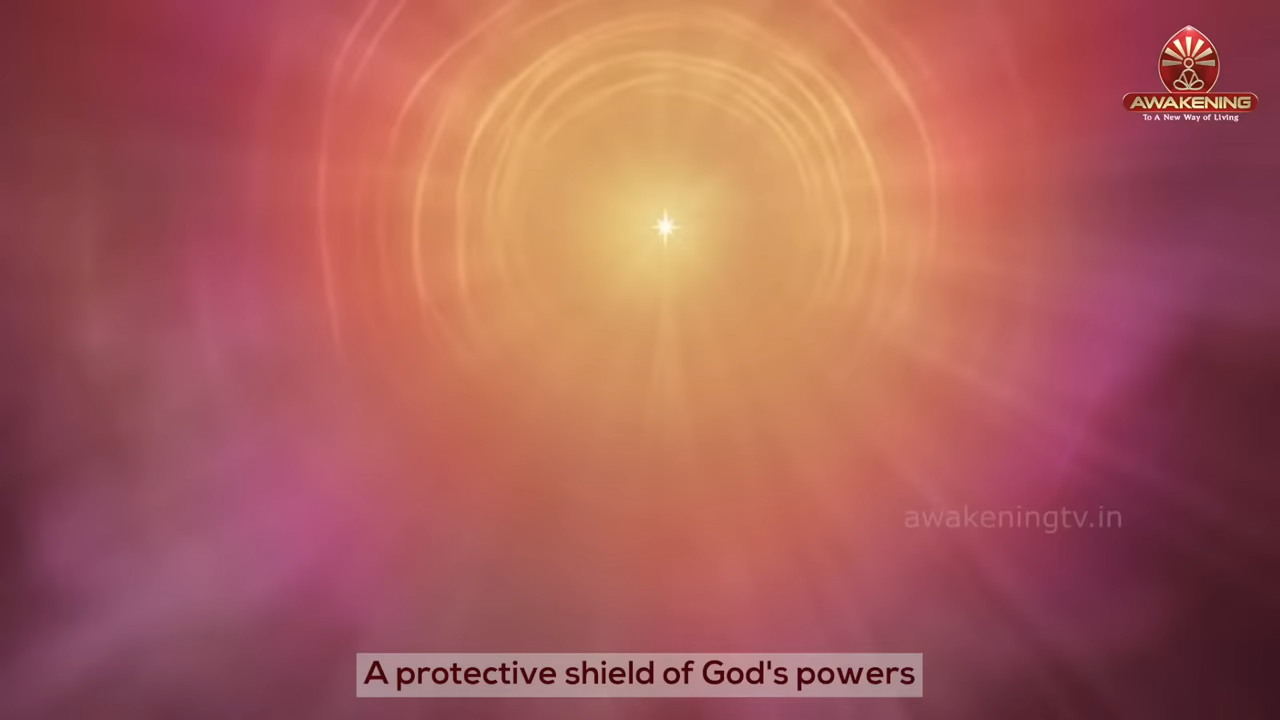 AWAKENING
To A New Way of Living
awakeningtv.in
A protective shield of God's powers